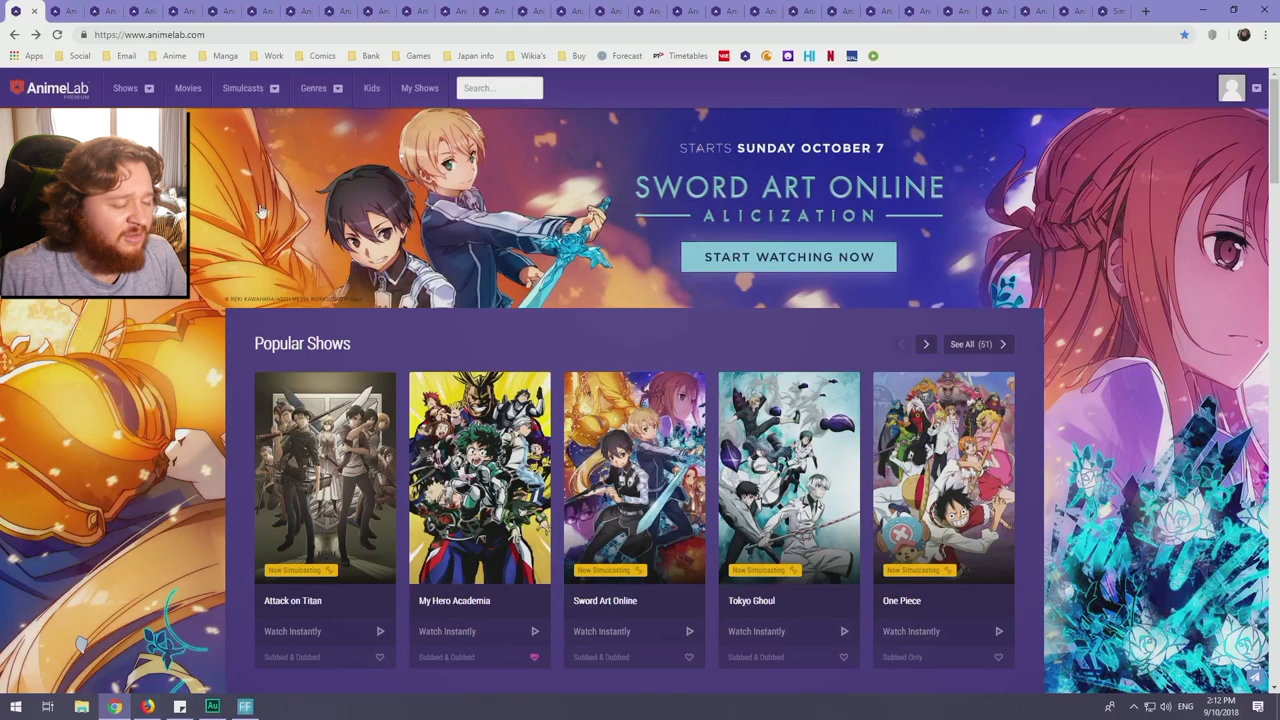 https://www.animelab.com
Apps Social Email Anime Manga Work Comics Bank Games Japan info Wikia's Buy Forecast Timetables
AnimeLab
PREMIUM
Shows Movies Simulcasts Genres Kids My Shows Search...
STARTS SUNDAY OCTOBER 7
SWORD ART ONLINE
ALICIZATION
START WATCHING NOW
Popular Shows
See All (51)
Now Simulcasting Now Simulcasting Now Simulcasting Now Simulcasting
Attack on Titan My Hero Academia Sword Art Online Tokyo Ghoul One Piece
Watch Instantly Watch Instantly Watch Instantly Watch Instantly Watch Instantly
Subbed & Dubbed Subbed & Dubbed Subbed & Dubbed Subbed & Dubbed Subbed Only
Au FF ENG
2:12 PM
9/10/2018